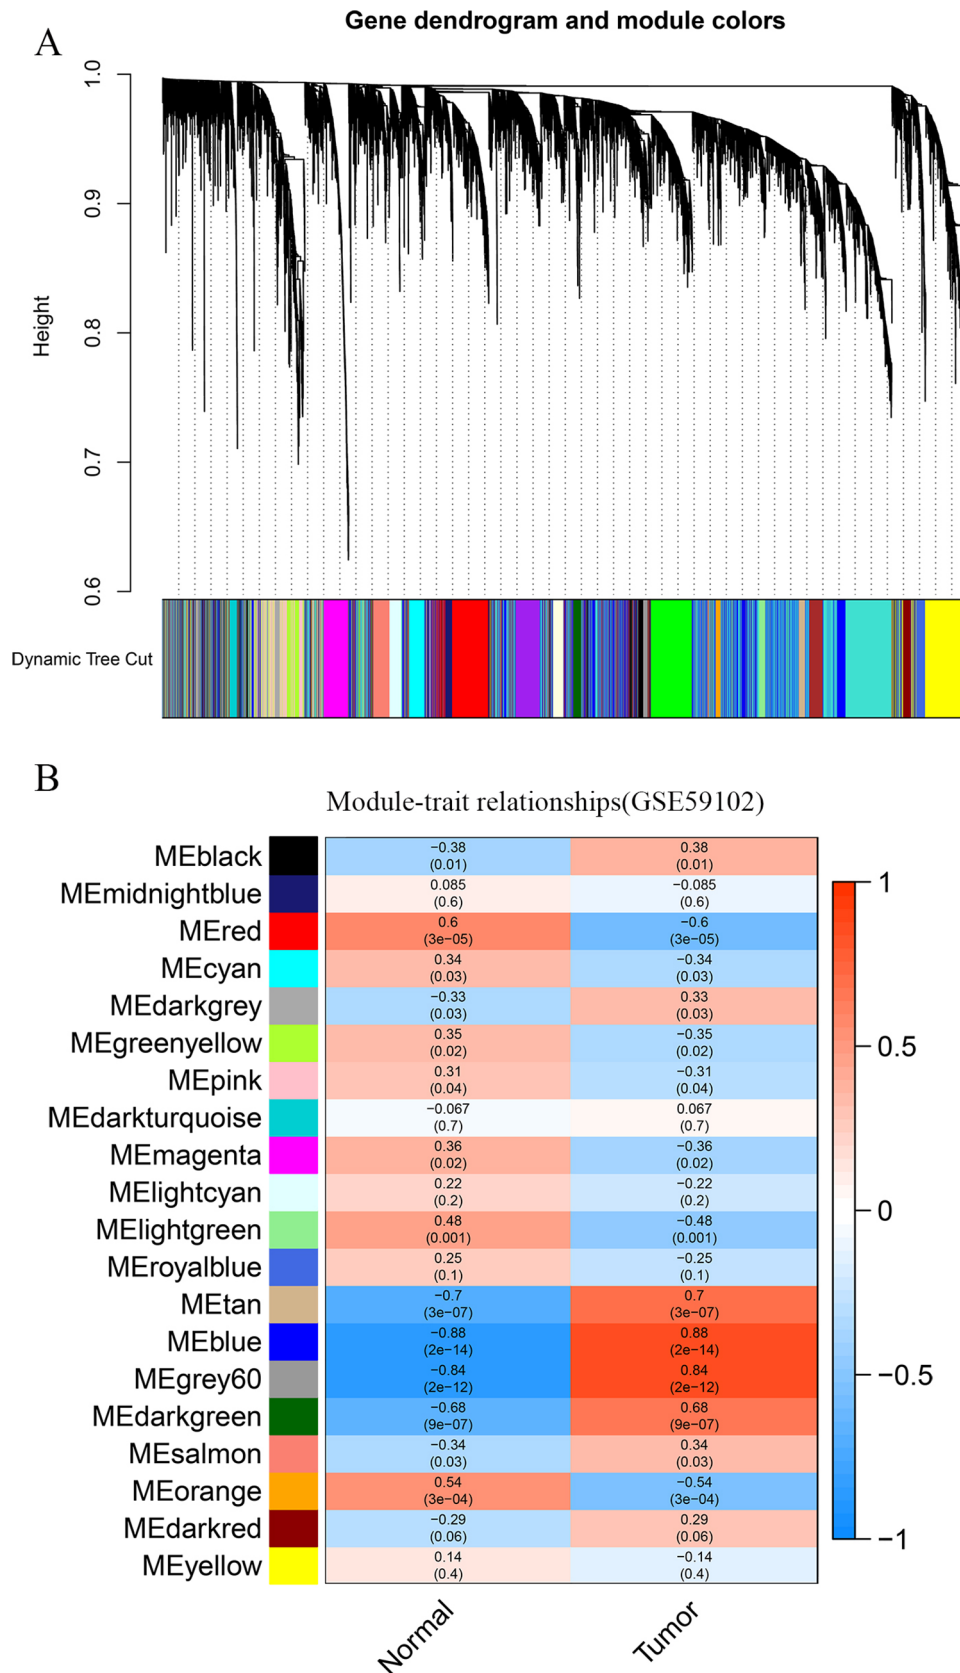 Gene dendrogram and module colors
A
Height
1.0
0.9
0.8
0.7
0.6
Dynamic Tree Cut
B
Module-trait relationships(GSE59102)
MEblack −0.38 0.38
(0.01) (0.01)
MEmidnightblue 0.085 −0.085
(0.6) (0.6)
MEred 0.6 −0.6
(3e−05) (3e−05)
MEcyan 0.34 −0.34
(0.03) (0.03)
MEdarkgrey −0.33 0.33
(0.03) (0.03)
MEgreenyellow 0.35 −0.35
(0.02) (0.02)
MEpink 0.31 −0.31
(0.04) (0.04)
MEdarkturquoise −0.067 0.067
(0.7) (0.7)
MEmagenta 0.36 −0.36
(0.02) (0.02)
MElightcyan 0.22 −0.22
(0.2) (0.2)
MElightgreen 0.48 −0.48
(0.001) (0.001)
MEroyalblue 0.25 −0.25
(0.1) (0.1)
MEtan −0.7 0.7
(3e−07) (3e−07)
MEblue −0.88 0.88
(2e−14) (2e−14)
MEgrey60 −0.84 0.84
(2e−12) (2e−12)
MEdarkgreen −0.68 0.68
(9e−07) (9e−07)
MEsalmon −0.34 0.34
(0.03) (0.03)
MEorange 0.54 −0.54
(3e−04) (3e−04)
MEdarkred −0.29 0.29
(0.06) (0.06)
MEyellow 0.14 −0.14
(0.4) (0.4)
Normal Tumor
1
0.5
0
−0.5
−1